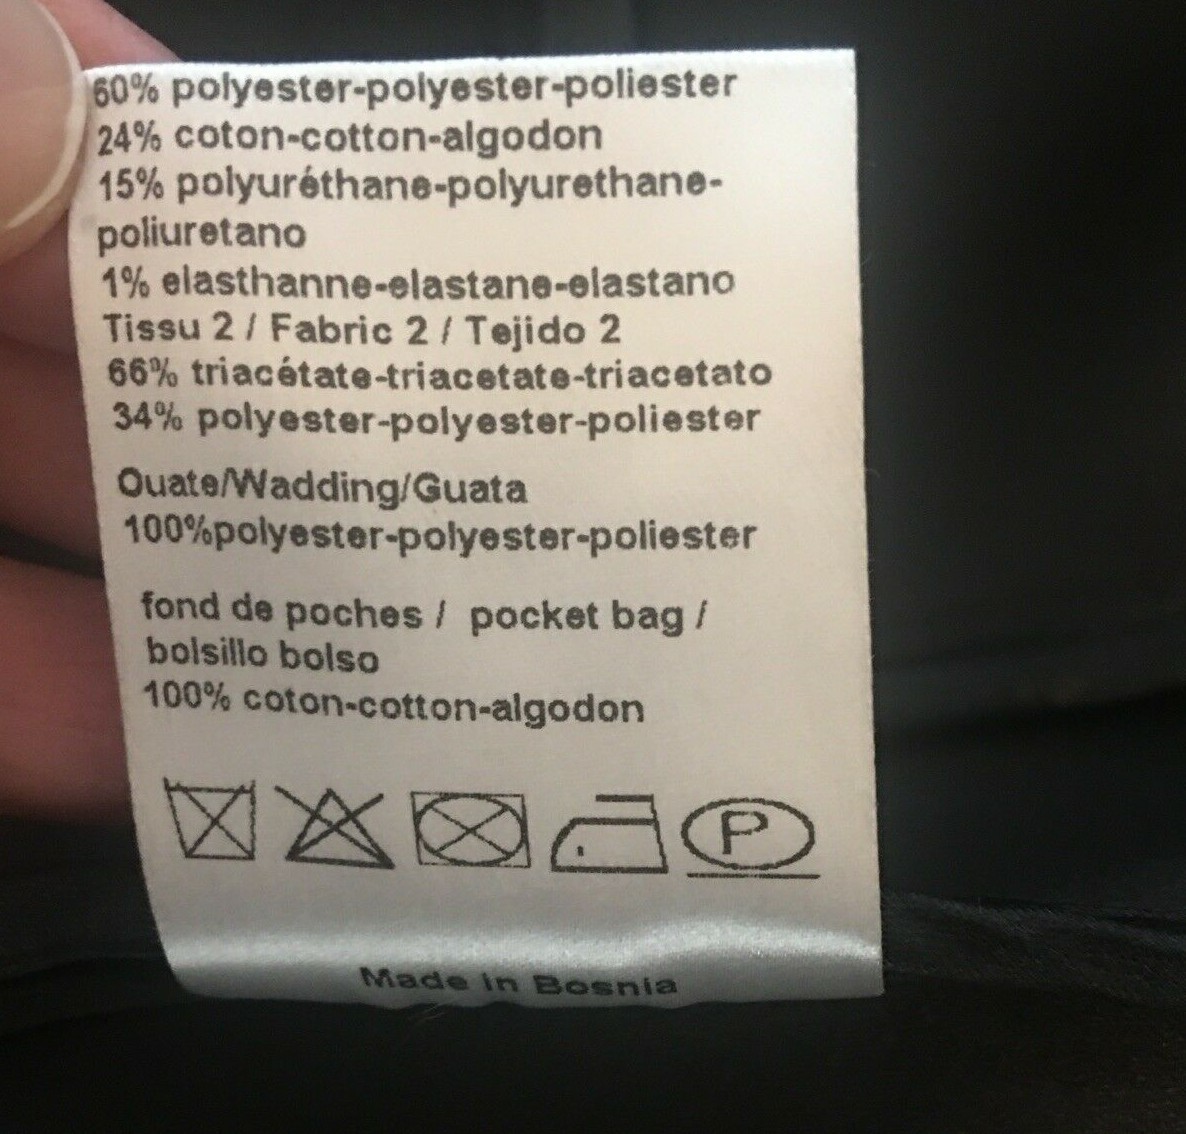 60% polyester-polyester-poliester
24% coton-cotton-algodon
15% polyuréthane-polyurethane-
poliuretano
1% elasthanne-elastane-elastano
Tissu 2 / Fabric 2 / Tejido 2
66% triacétate-triacetate-triacetato
34% polyester-polyester-poliester
Ouate/Wadding/Guata
100%polyester-polyester-poliester
fond de poches / pocket bag /
bolsillo bolso
100% coton-cotton-algodon
P
Made in Bosnia